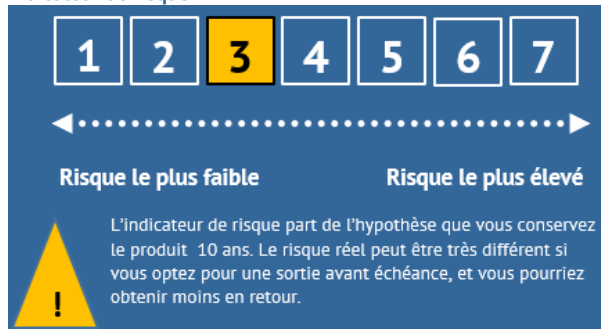 1 2 3 4 5 6 7
Risque le plus faible Risque le plus élevé
L'indicateur de risque part de l'hypothèse que vous conservez
le produit 10 ans. Le risque réel peut être très différent si
vous optez pour une sortie avant échéance, et vous pourriez
! obtenir moins en retour.